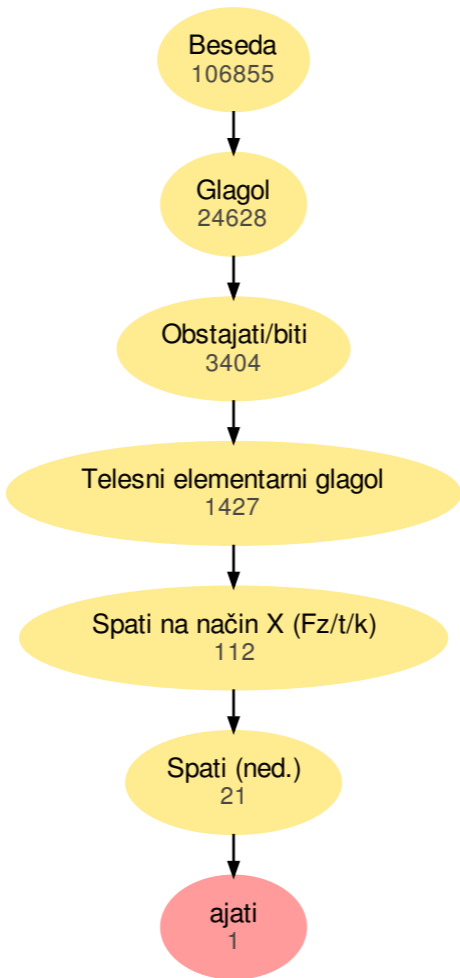 Beseda
106855
Glagol
24628
Obstajati/biti
3404
Telesni elementarni glagol
1427
Spati na način X (Fz/t/k)
112
Spati (ned.)
21
ajati
1